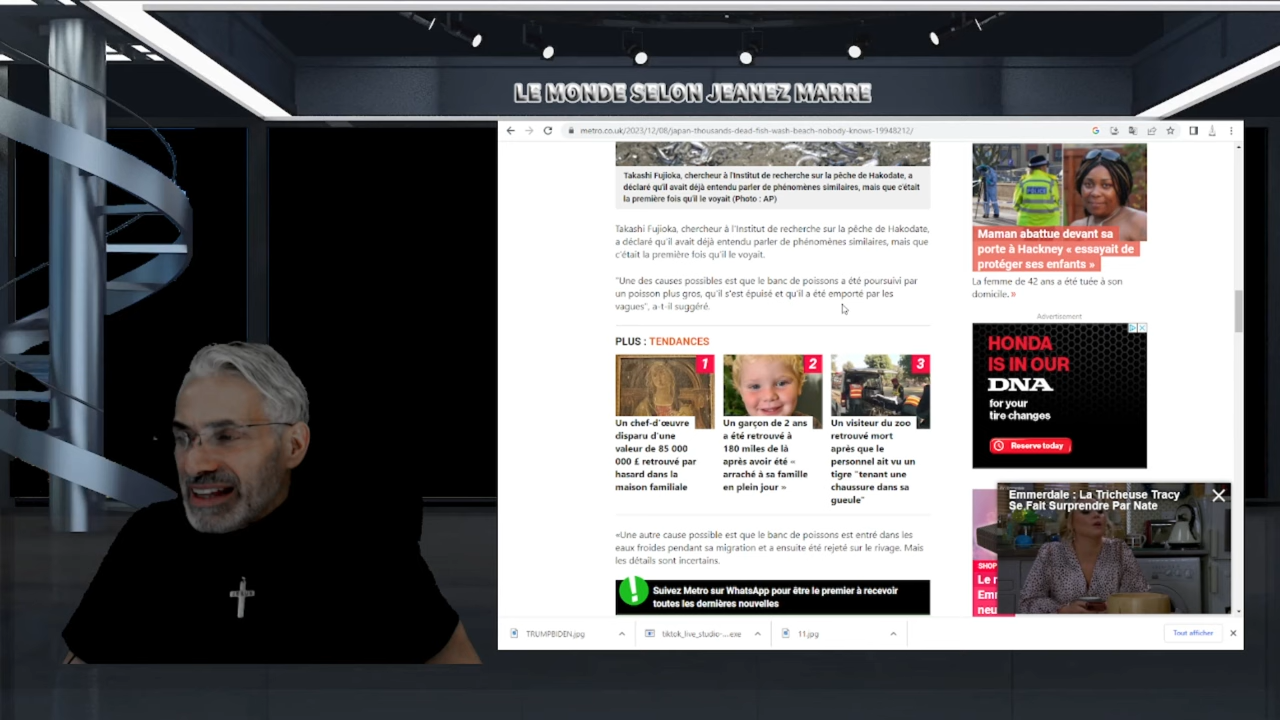 LE MONDE SELON JEANEZ MARRE
metro.co.uk/2023/12/08/japan-thousands-dead-fish-wash-beach-nobody-knows-19948212/
Takashi Fujioka, chercheur à l'Institut de recherche sur la pêche de Hakodate, a
déclaré qu'il avait déjà entendu parler de phénomènes similaires, mais que c'était
la première fois qu'il le voyait (Photo : AP)
Takashi Fujioka, chercheur à l'Institut de recherche sur la pêche de Hakodate,
a déclaré qu'il avait déjà entendu parler de phénomènes similaires, mais que
c'était la première fois qu'il le voyait.
"Une des causes possibles est que le banc de poissons a été poursuivi par
un poisson plus gros, qu'il s'est épuisé et qu'il a été emporté par les
vagues", a-t-il suggéré.
PLUS : TENDANCES
1
Un chef-d'œuvre
disparu d'une
valeur de 85 000
000 £ retrouvé par
hasard dans la
maison familiale
2
Un garçon de 2 ans
a été retrouvé à
180 miles de là
après avoir été «
arraché à sa famille
en plein jour »
3
Un visiteur du zoo
retrouvé mort
après que le
personnel ait vu un
tigre "tenant une
chaussure dans sa
gueule"
«Une autre cause possible est que le banc de poissons est entré dans les
eaux froides pendant sa migration et a ensuite été rejeté sur le rivage. Mais
les détails sont incertains.
Suivez Metro sur WhatsApp pour être le premier à recevoir
toutes les dernières nouvelles
POLICE
Maman abattue devant sa
porte à Hackney « essayait de
protéger ses enfants »
La femme de 42 ans a été tuée à son
domicile. »
Advertisement
HONDA
IS IN OUR
DNA
for your
tire changes
Reserve today
Emmerdale : La Tricheuse Tracy
Se Fait Surprendre Par Nate
SHOP
Le n
Emm
neu
TRUMPBIDEN.jpg
tiktok_live_studio-....exe
11.jpg
Tout afficher